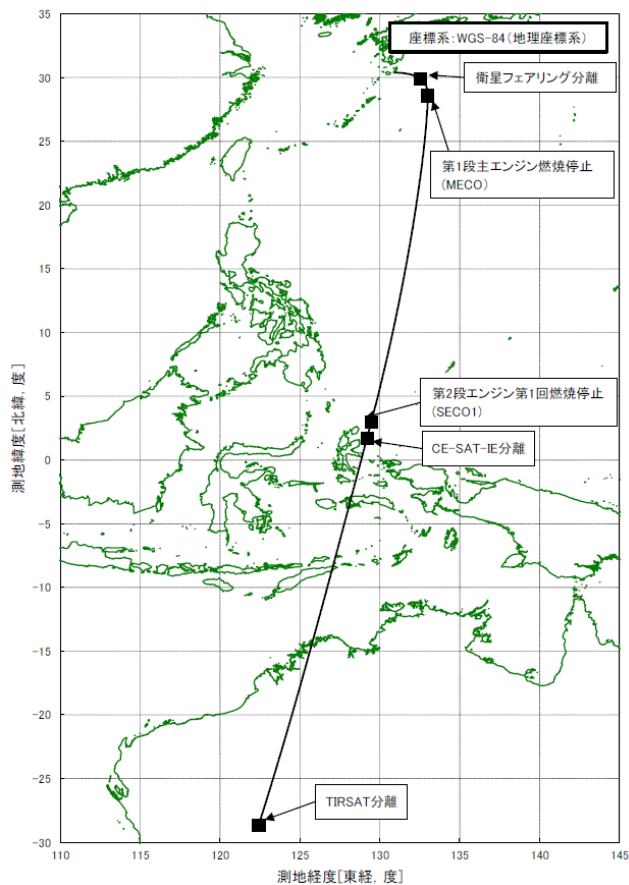 座標系:WGS-84(地理座標系)
衛星フェアリング分離
第1段主エンジン燃焼停止
(MECO)
第2段エンジン第1回燃焼停止
(SECO1)
CE-SAT-IE分離
TIRSAT分離
測地緯度[北緯, 度]
35
30
25
20
15
10
5
0
-5
-10
-15
-20
-25
-30
110 115 120 125 130 135 140 145
測地経度[東経, 度]